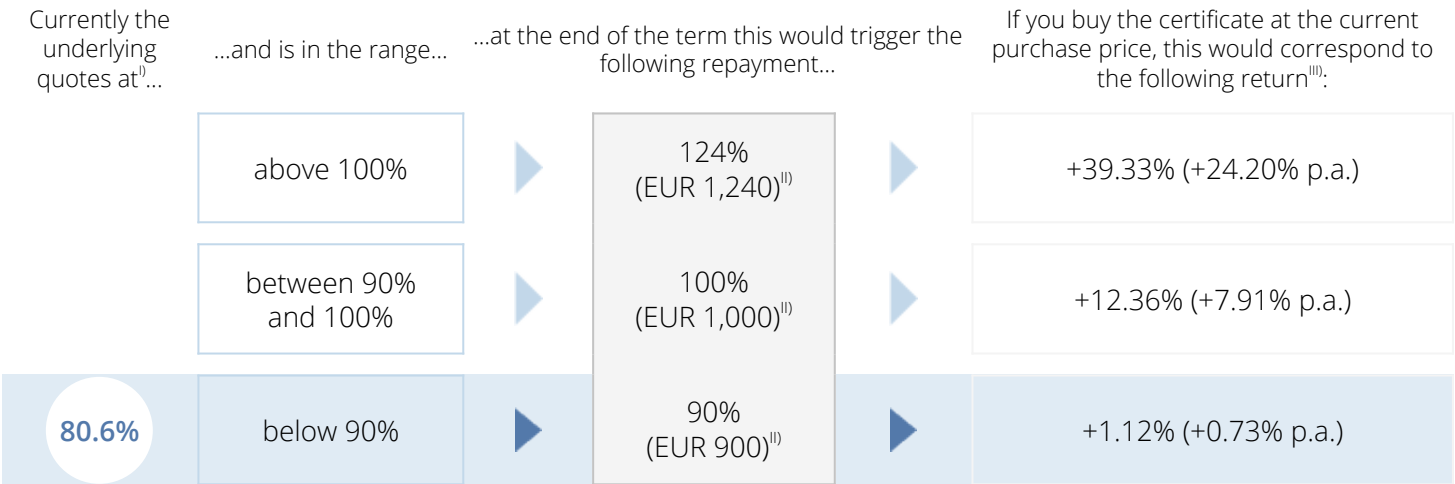 Currently the
underlying
quotes atᴵ⁾...
...and is in the range...
...at the end of the term this would trigger the
following repayment...
If you buy the certificate at the current
purchase price, this would correspond to
the following returnᴵᴵᴵ⁾:
above 100%
124%
(EUR 1,240)ᴵᴵ⁾
+39.33% (+24.20% p.a.)
between 90%
and 100%
100%
(EUR 1,000)ᴵᴵ⁾
+12.36% (+7.91% p.a.)
80.6%
below 90%
90%
(EUR 900)ᴵᴵ⁾
+1.12% (+0.73% p.a.)